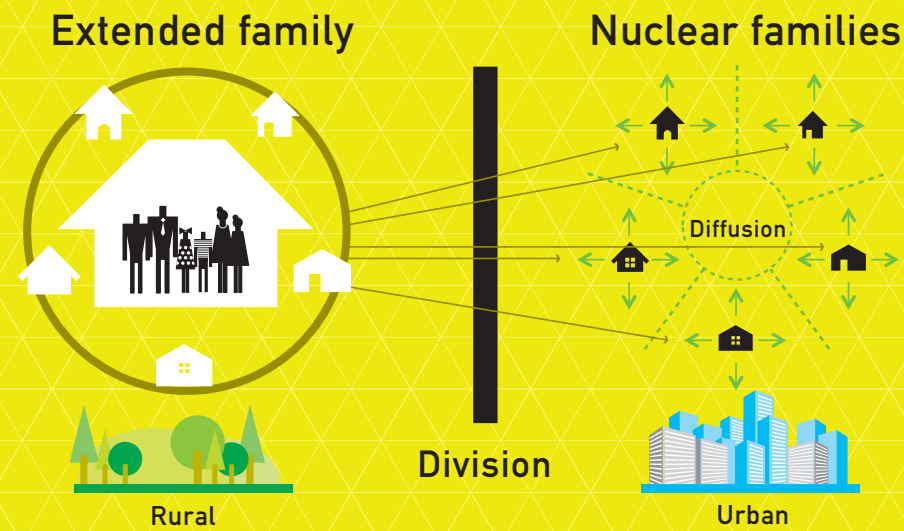 Extended family
Nuclear families
Diffusion
Division
Rural
Urban